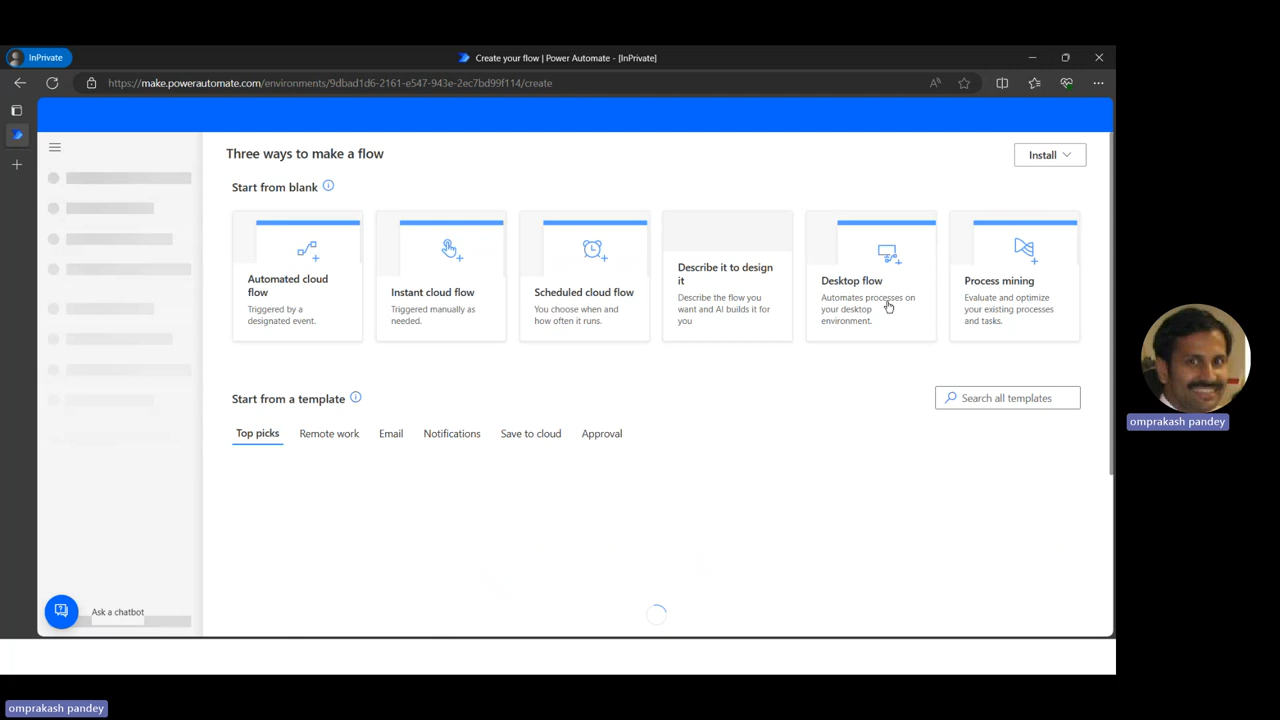 InPrivate
Create your flow | Power Automate - [InPrivate]
https://make.powerautomate.com/environments/9dbad1d6-2161-e547-943e-2ec7bd99f114/create
Three ways to make a flow
Install
Start from blank
Automated cloud
flow
Triggered by a
designated event.
Instant cloud flow
Triggered manually as
needed.
Scheduled cloud flow
You choose when and
how often it runs.
Describe it to design
it
Describe the flow you
want and AI builds it for
you
Desktop flow
Automates processes on
your desktop
environment.
Process mining
Evaluate and optimize
your existing processes
and tasks.
Start from a template
Search all templates
Top picks
Remote work
Email
Notifications
Save to cloud
Approval
Ask a chatbot
omprakash pandey
omprakash pandey